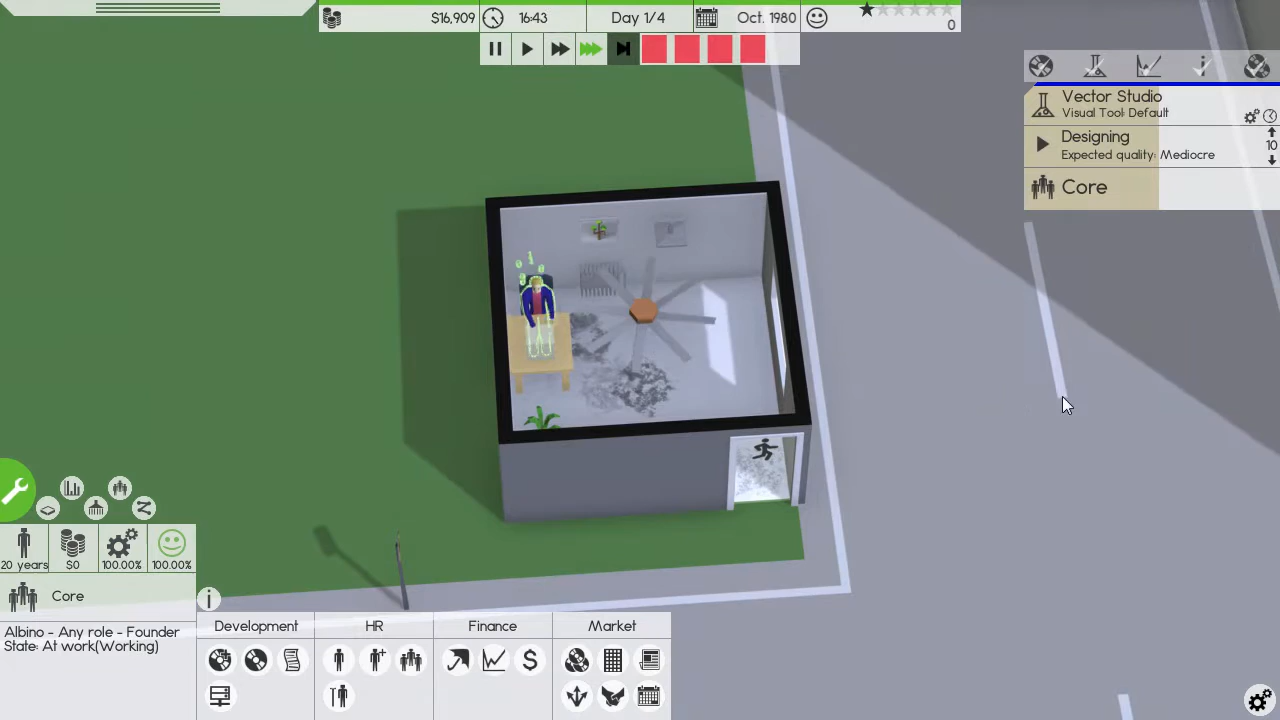 $16,909
16:43
Day 1/4
Oct. 1980
0
Vector Studio
Visual Tool: Default
Designing
Expected quality: Mediocre
10
Core
20 years
$0
100.00%
100.00%
Core
Albino - Any role - Founder
State: At work(Working)
Development
HR
Finance
Market